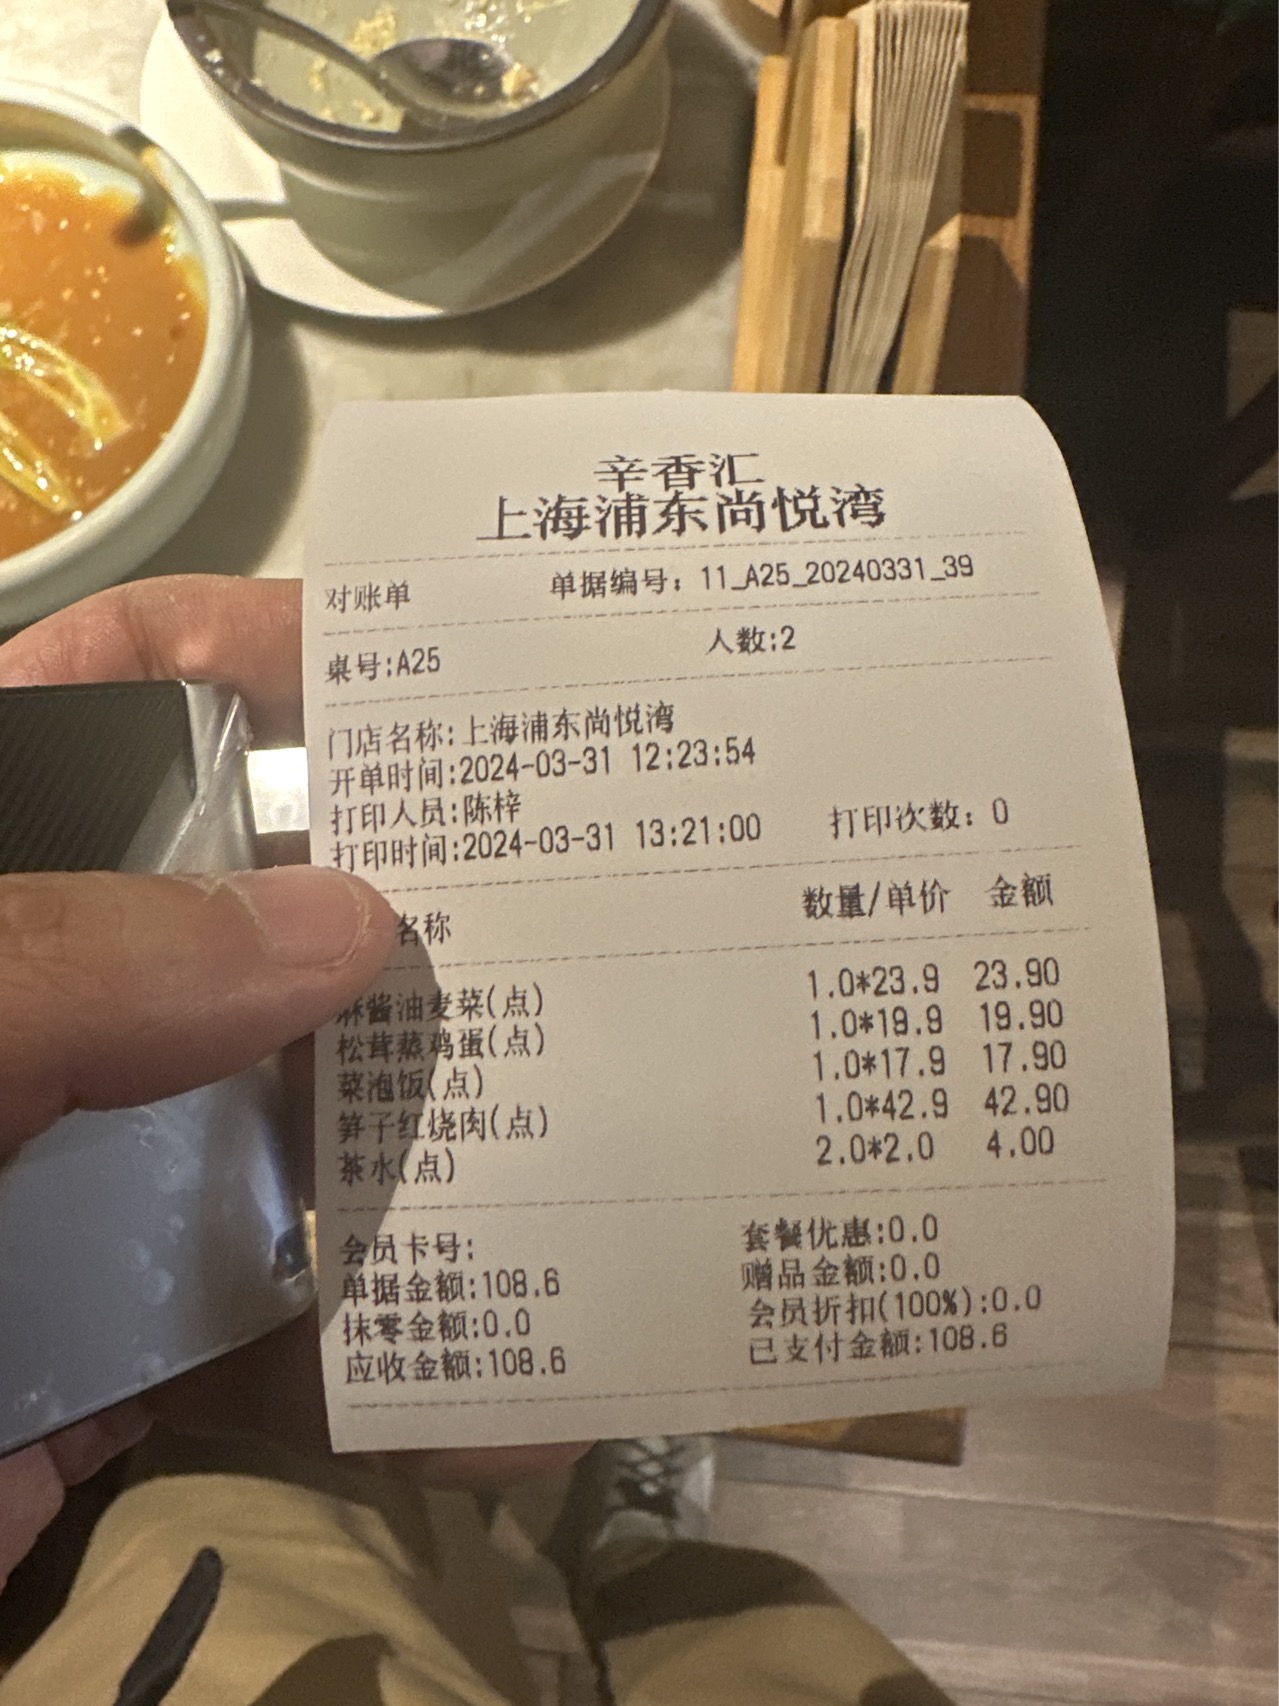 辛香汇
上海浦东尚悦湾
对账单 单据编号：11_A25_20240331_39
桌号:A25 人数:2
门店名称:上海浦东尚悦湾
开单时间:2024-03-31 12:23:54
打印人员:陈梓
打印时间:2024-03-31 13:21:00 打印次数：0
名称 数量/单价 金额
麻酱油麦菜(点) 1.0*23.9 23.90
松茸蒸鸡蛋(点) 1.0*19.9 19.90
菜泡饭(点) 1.0*17.9 17.90
笋子红烧肉(点) 1.0*42.9 42.90
茶水(点) 2.0*2.0 4.00
会员卡号: 套餐优惠:0.0
单据金额:108.6 赠品金额:0.0
抹零金额:0.0 会员折扣(100%):0.0
应收金额:108.6 已支付金额:108.6